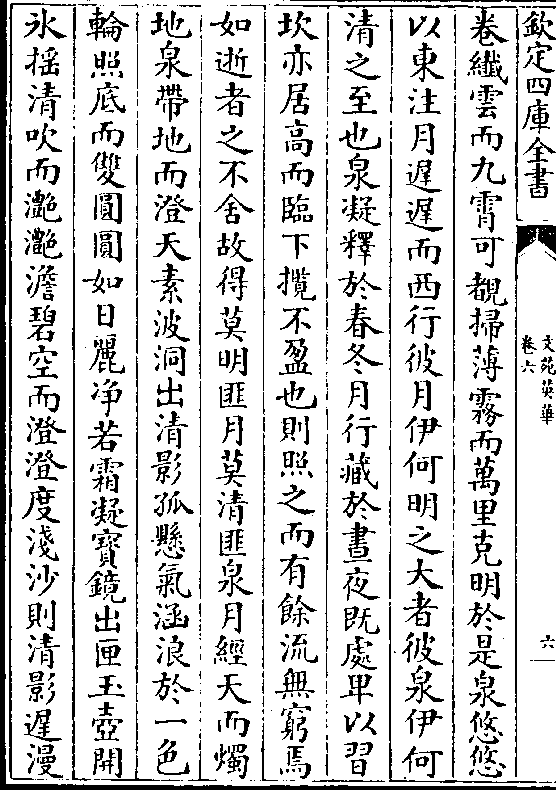 欽定四庫全書
文苑英華
卷六
六
卷纎雲而九霄可覩掃薄霧而萬里克明於是泉悠悠
以東注月遲遲而西行彼月伊何明之大者彼泉伊何
清之至也泉凝釋於春冬月行藏於晝夜既處卑以習
坎亦居高而臨下攬不盈也則照之而有餘流無窮焉
如逝者之不舍故得莫明匪月莫清匪泉月經天而燭
地泉帶地而澄天素波洞出清影孤懸氣涵浪於一色
輪照底而雙圓圓如日麗净若霜凝寳鏡出匣玉壺開
氷揺清吹而灔灔澹碧空而澄澄度淺沙則清影遲漫